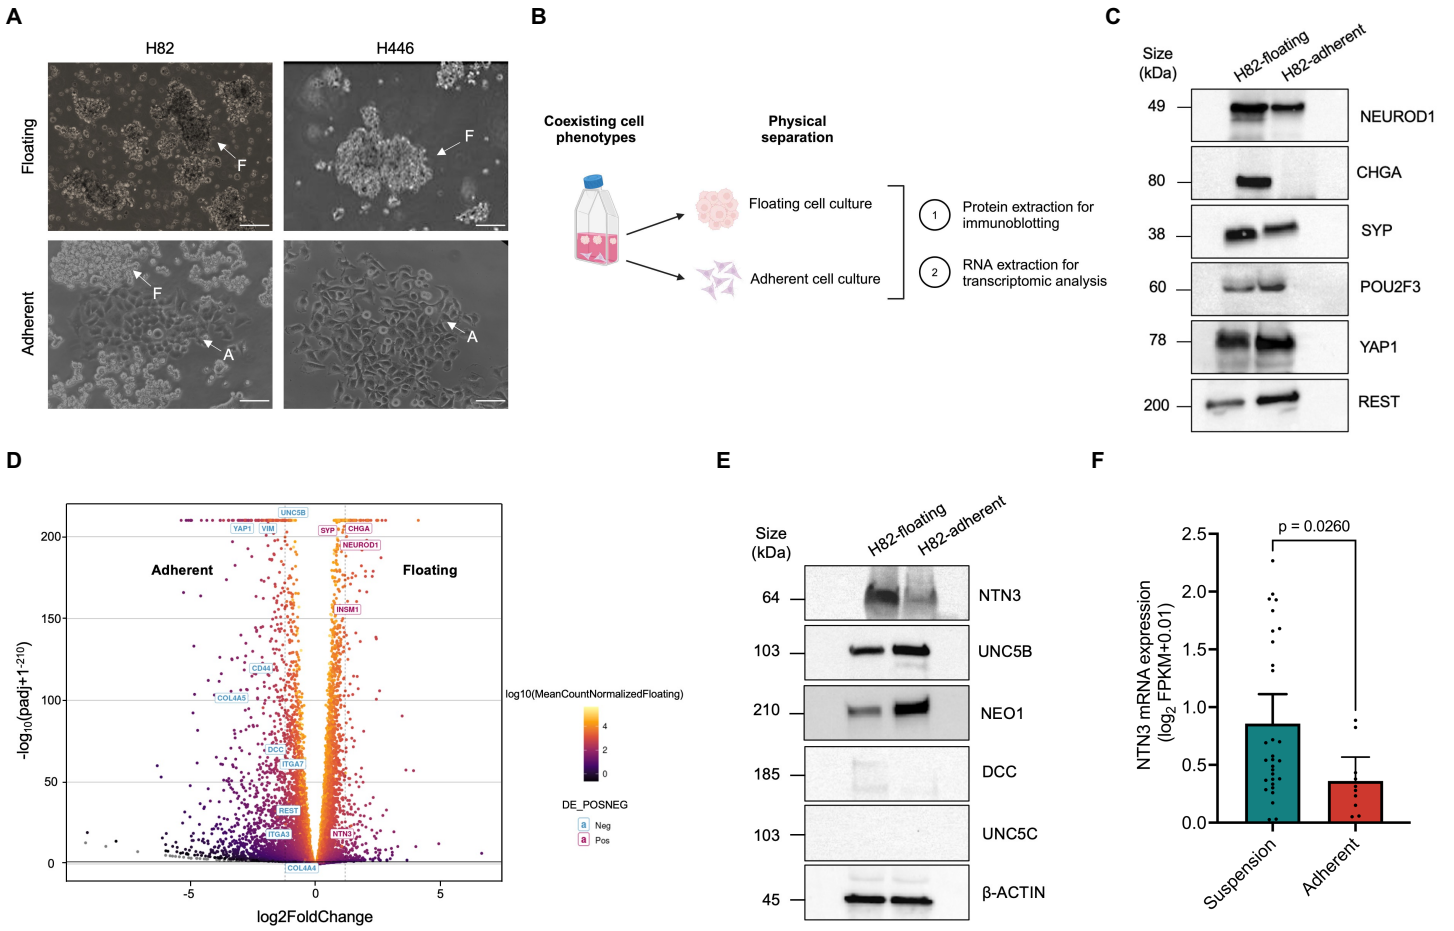 A
H82
H446
Floating
F
F
Adherent
F
A
A
B
Coexisting cell
phenotypes
Physical
separation
Floating cell culture
Adherent cell culture
1
Protein extraction for
immunoblotting
2
RNA extraction for
transcriptomic analysis
C
Size
(kDa)
H82-floating
H82-adherent
49
NEUROD1
80
CHGA
38
SYP
60
POU2F3
78
YAP1
200
REST
D
-log10(padj+1-210)
200
150
100
50
0
-5
0
5
log2FoldChange
Adherent
Floating
UNC5B
YAP1
VIM
SYP
CHGA
NEUROD1
INSM1
CD44
COL4A5
DCC
ITGA7
REST
ITGA3
NTN3
COL4A4
log10(MeanCountNormalizedFloating)
4
2
0
DE_POSNEG
a Neg
a Pos
E
Size
(kDa)
H82-floating
H82-adherent
64
NTN3
103
UNC5B
210
NEO1
185
DCC
103
UNC5C
45
β-ACTIN
F
NTN3 mRNA expression
(log2 FPKM+0.01)
p = 0.0260
2.5
2.0
1.5
1.0
0.5
0.0
Suspension
Adherent